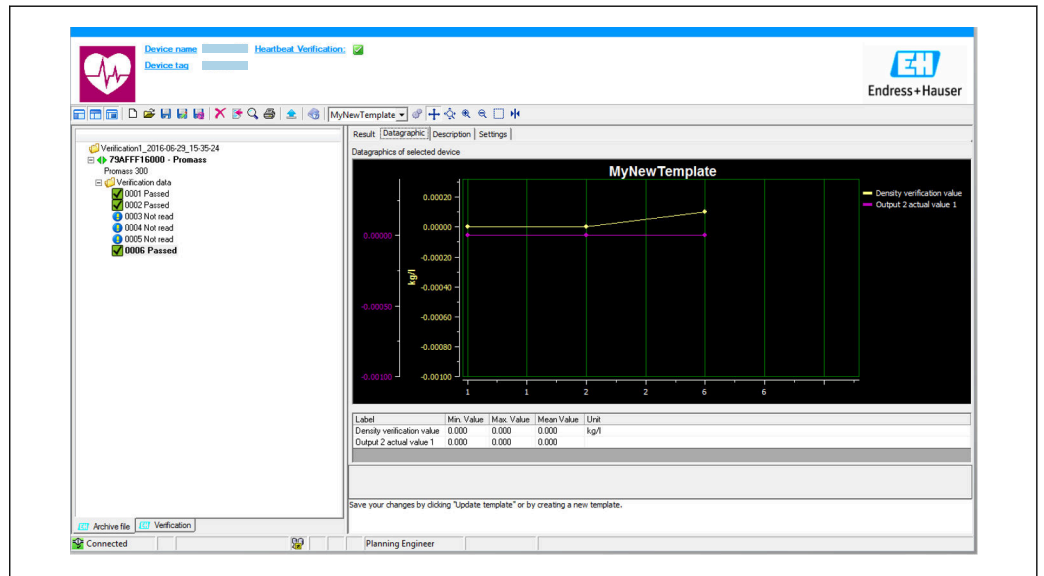 Device name Heartbeat Verification:
Device tag
EH
Endress+Hauser
MyNewTemplate
Result Datagraphic Description Settings
Verification1_2016-06-29_15-35-24
79AFFF16000 - Promass
Promass 300
Verification data
0001 Passed
0002 Passed
0003 Not read
0004 Not read
0005 Not read
0006 Passed
Datagraphics of selected device
MyNewTemplate
Density verification value
Output 2 actual value 1
0.00020
0.00000
-0.00020
-0.00040
-0.00060
-0.00080
-0.00100
kg/l
0.00000
-0.00050
-0.00100
1 1 2 2 6 6
Label Min. Value Max. Value Mean Value Unit
Density verification value 0.000 0.000 0.000 kg/l
Output 2 actual value 1 0.000 0.000 0.000
Save your changes by clicking "Update template" or by creating a new template.
EH Archive file EH Verification
Connected Planning Engineer